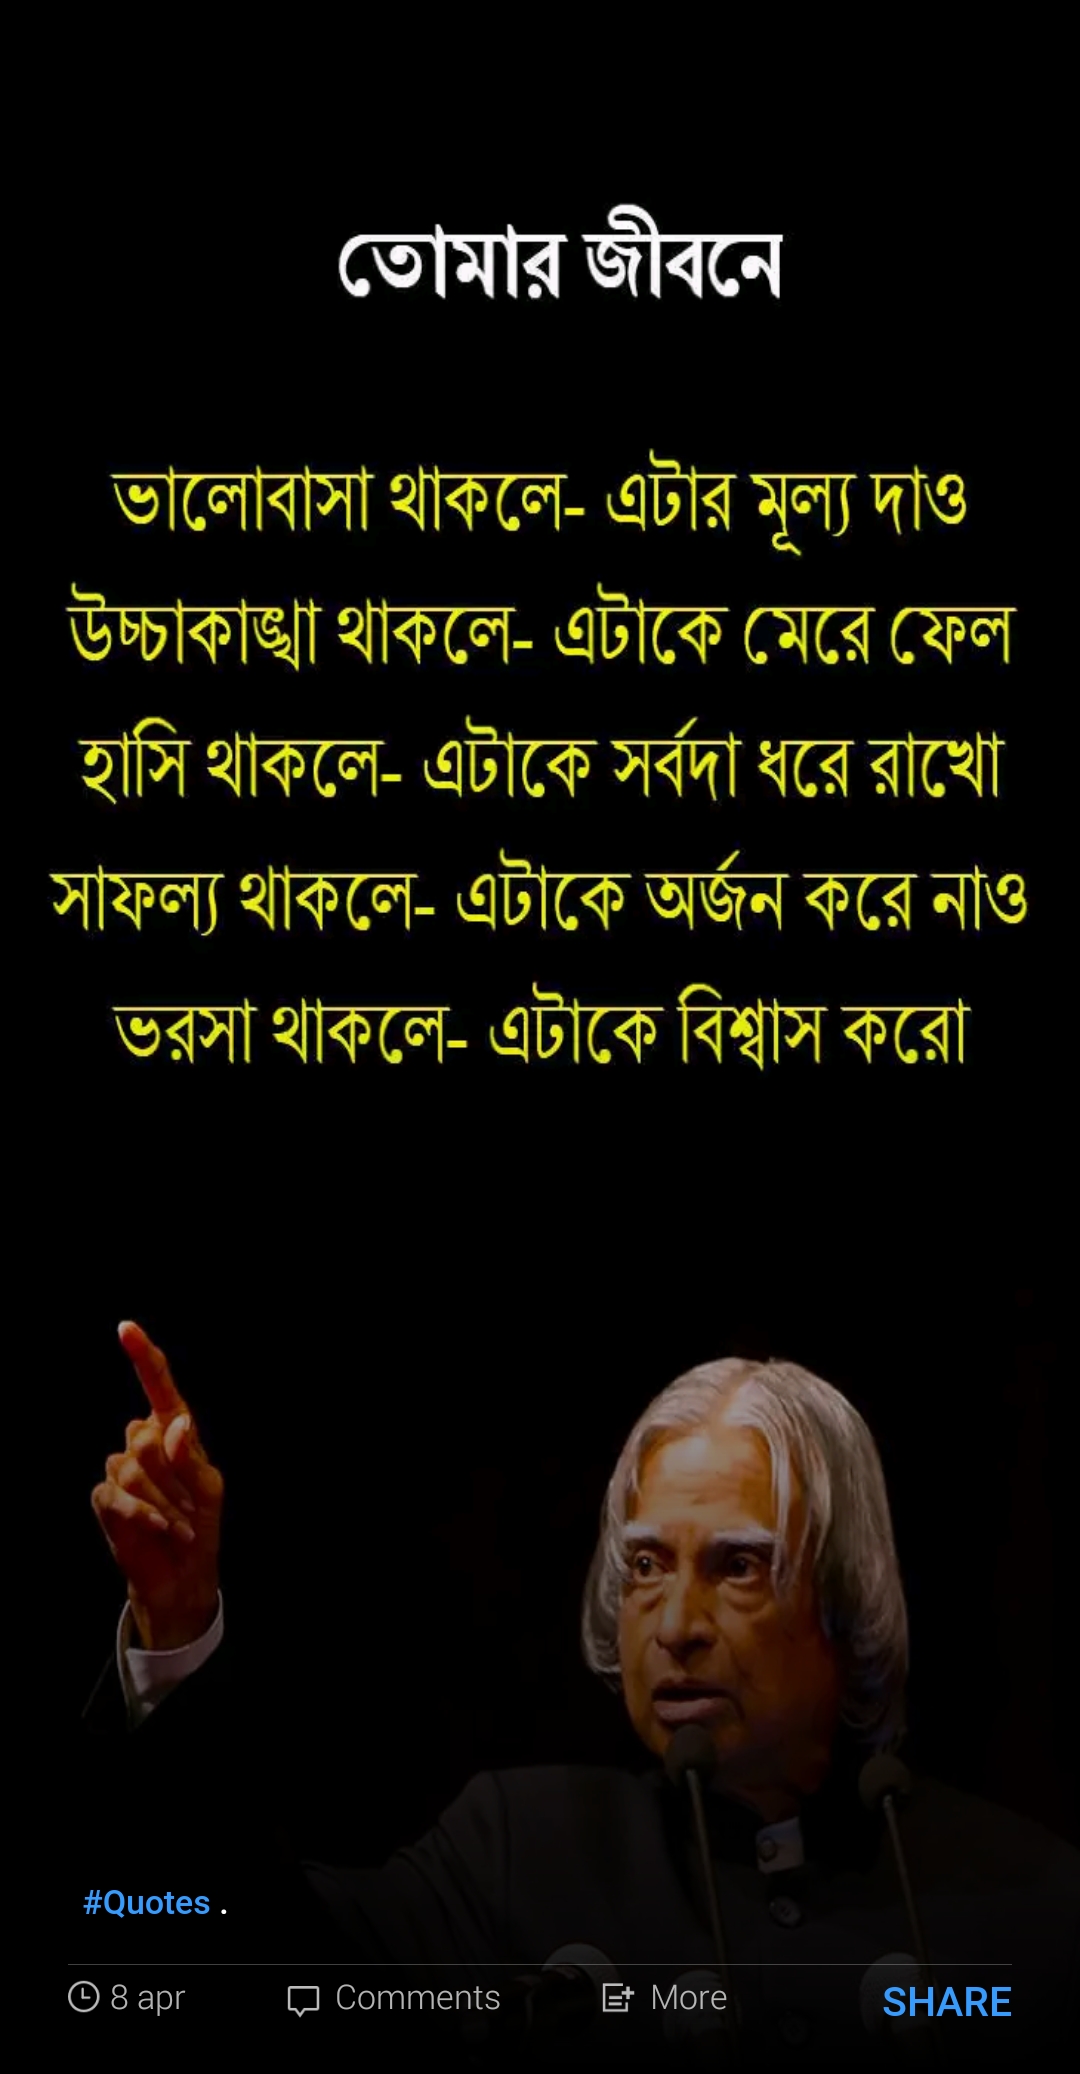 তোমার জীবনে
ভালোবাসা থাকলে- এটার মূল্য দাও
উচ্চাকাঙ্খা থাকলে- এটাকে মেরে ফেল
হাসি থাকলে- এটাকে সর্বদা ধরে রাখো
সাফল্য থাকলে- এটাকে অর্জন করে নাও
ভরসা থাকলে- এটাকে বিশ্বাস করো
#Quotes .
8 apr Comments More SHARE